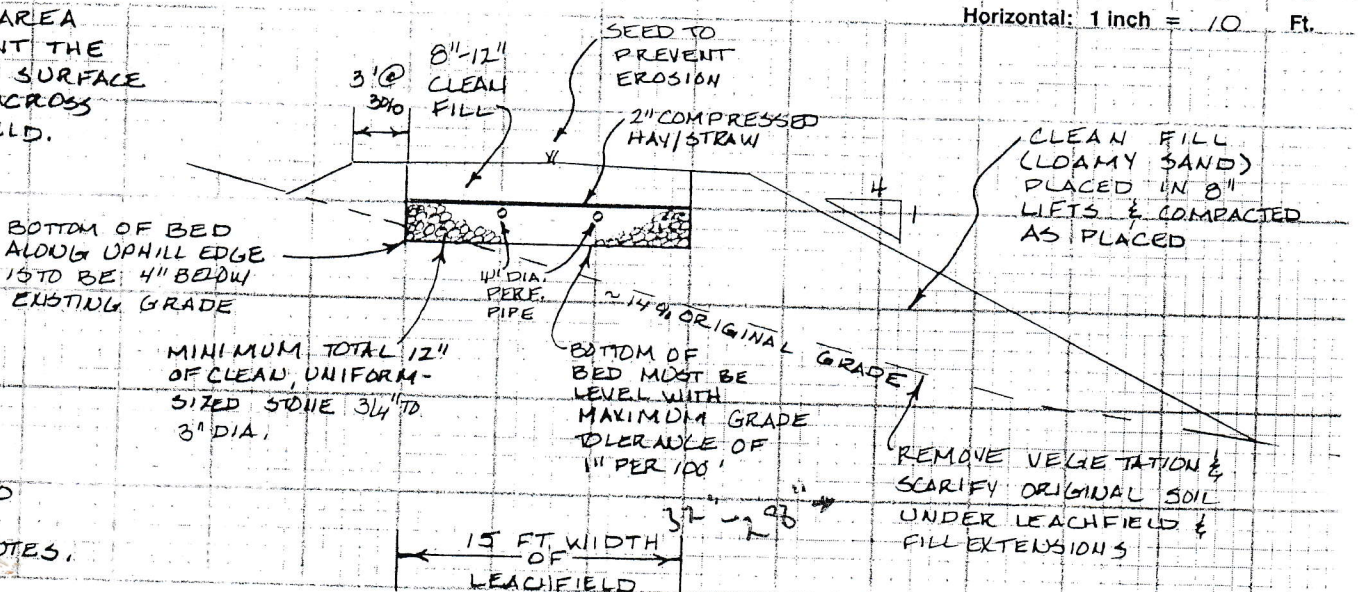 AREA
NT THE
SURFACE
ACROSS
LD.
Horizontal: 1 inch = 10 Ft.
3'@
3%
8"-12"
CLEAN
FILL
SEED TO
PREVENT
EROSION
2" COMPRESSED
HAY/STRAW
CLEAN FILL
(LOAMY SAND)
PLACED IN 8"
LIFTS & COMPACTED
AS PLACED
4
1
BOTTOM OF BED
ALONG UPHILL EDGE
IS TO BE 4" BELOW
EXISTING GRADE
4" DIA.
PERF.
PIPE
~14% ORIGINAL GRADE
MINIMUM TOTAL 12"
OF CLEAN, UNIFORM-
SIZED STONE 3/4" TO
3" DIA.
BOTTOM OF
BED MUST BE
LEVEL WITH
MAXIMUM GRADE
TOLERANCE OF
1" PER 100'
REMOVE VEGETATION &
SCARIFY ORIGINAL SOIL
UNDER LEACHFIELD &
FILL EXTENSIONS
OTES.
15 FT WIDTH
OF
LEACHFIELD